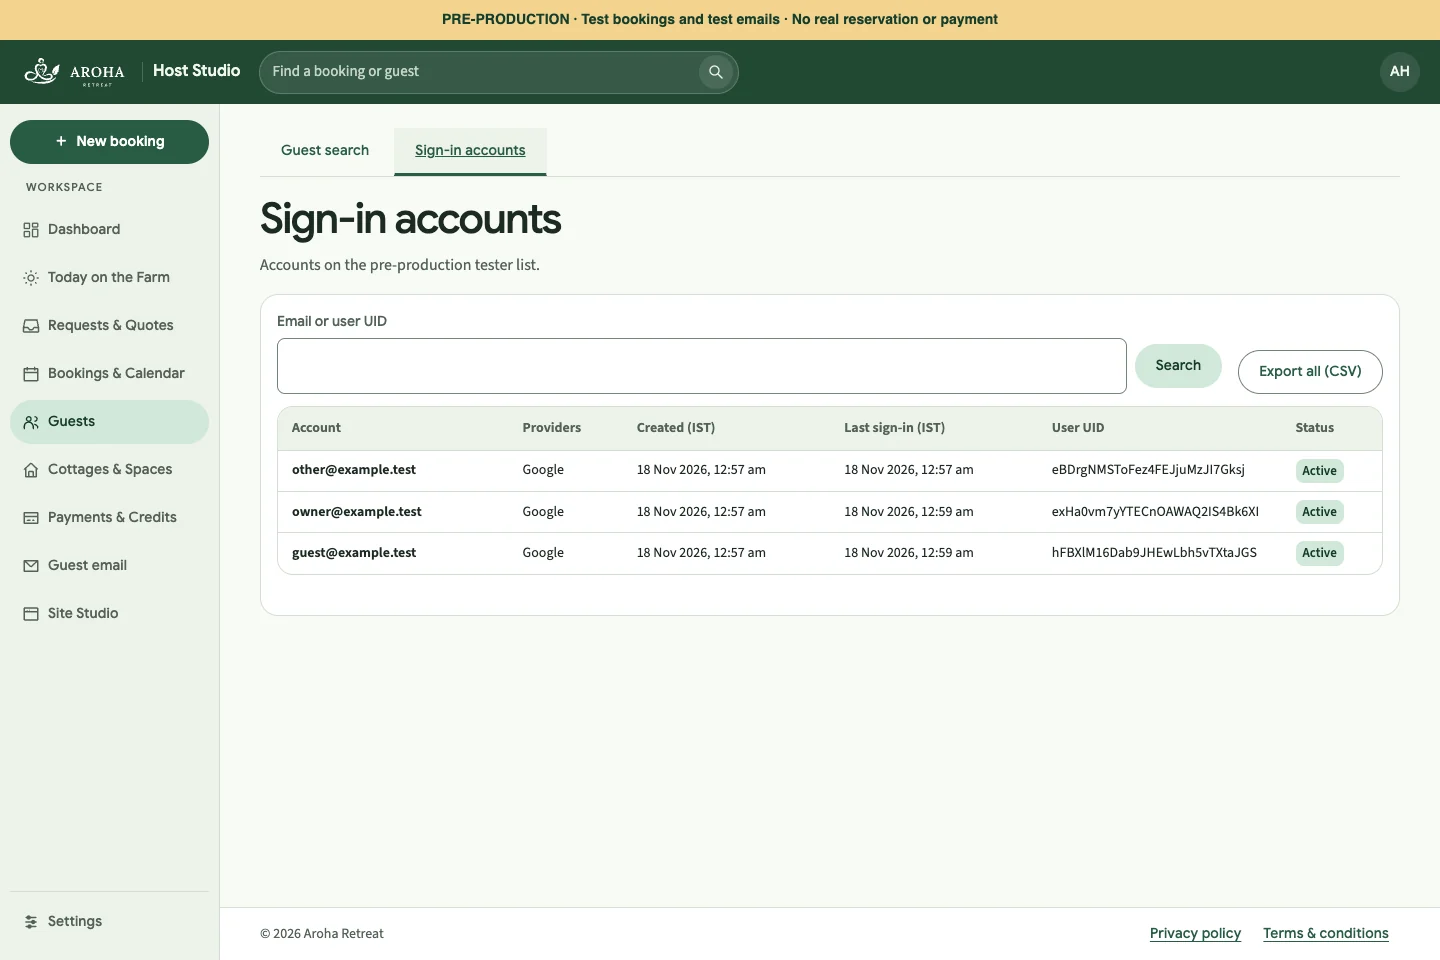 PRE-PRODUCTION · Test bookings and test emails · No real reservation or payment
AROHA
RETREAT
Host Studio
Find a booking or guest
AH
+ New booking
WORKSPACE
Dashboard
Today on the Farm
Requests & Quotes
Bookings & Calendar
Guests
Cottages & Spaces
Payments & Credits
Guest email
Site Studio
Settings
Guest search
Sign-in accounts
Sign-in accounts
Accounts on the pre-production tester list.
Email or user UID
Search
Export all (CSV)
Account Providers Created (IST) Last sign-in (IST) User UID Status
other@example.test Google 18 Nov 2026, 12:57 am 18 Nov 2026, 12:57 am eBDrgNMSToFez4FEJjuMzJI7Gksj Active
owner@example.test Google 18 Nov 2026, 12:57 am 18 Nov 2026, 12:59 am exHa0vm7yYTECnOAWAQ2IS4Bk6XI Active
guest@example.test Google 18 Nov 2026, 12:57 am 18 Nov 2026, 12:59 am hFBXlM16Dab9JHEwLbh5vTXtaJGS Active
© 2026 Aroha Retreat
Privacy policy
Terms & conditions